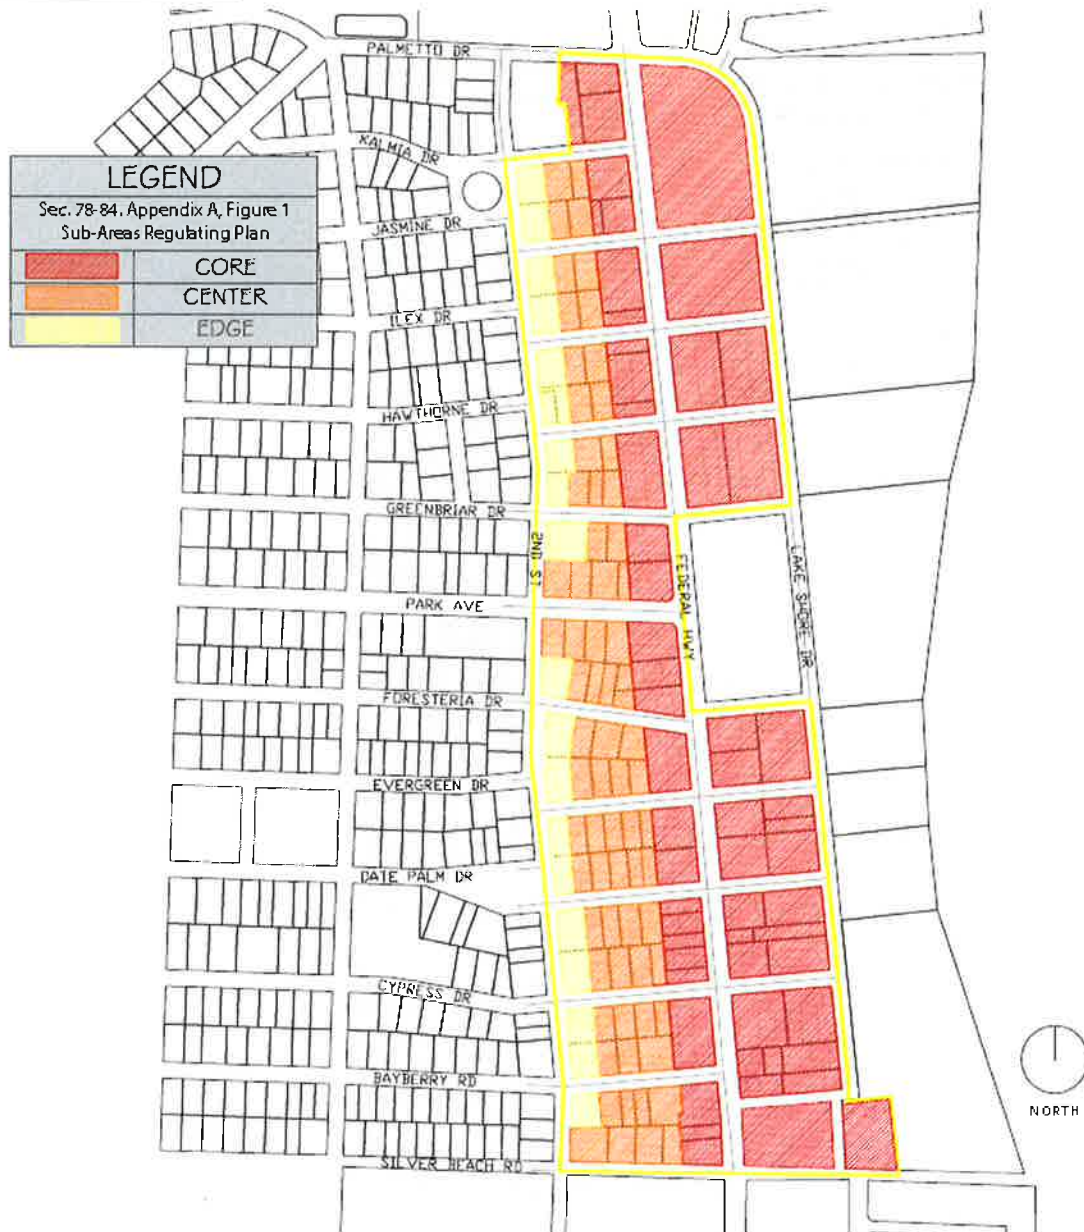 PALMETTO DR
KALMIA DR
LEGEND
Sec. 78-84. Appendix A, Figure 1
Sub-Areas Regulating Plan
CORE
CENTER
EDGE
JASMINE DR
ILEX DR
HAWTHORNE DR
GREENBRIAR DR
2ND ST
FEDERAL HWY
LAKE SHORE DR
PARK AVE
FORESTERIA DR
EVERGREEN DR
DATE PALM DR
CYPRESS DR
BAYBERRY RD
SILVER BEACH RD
NORTH